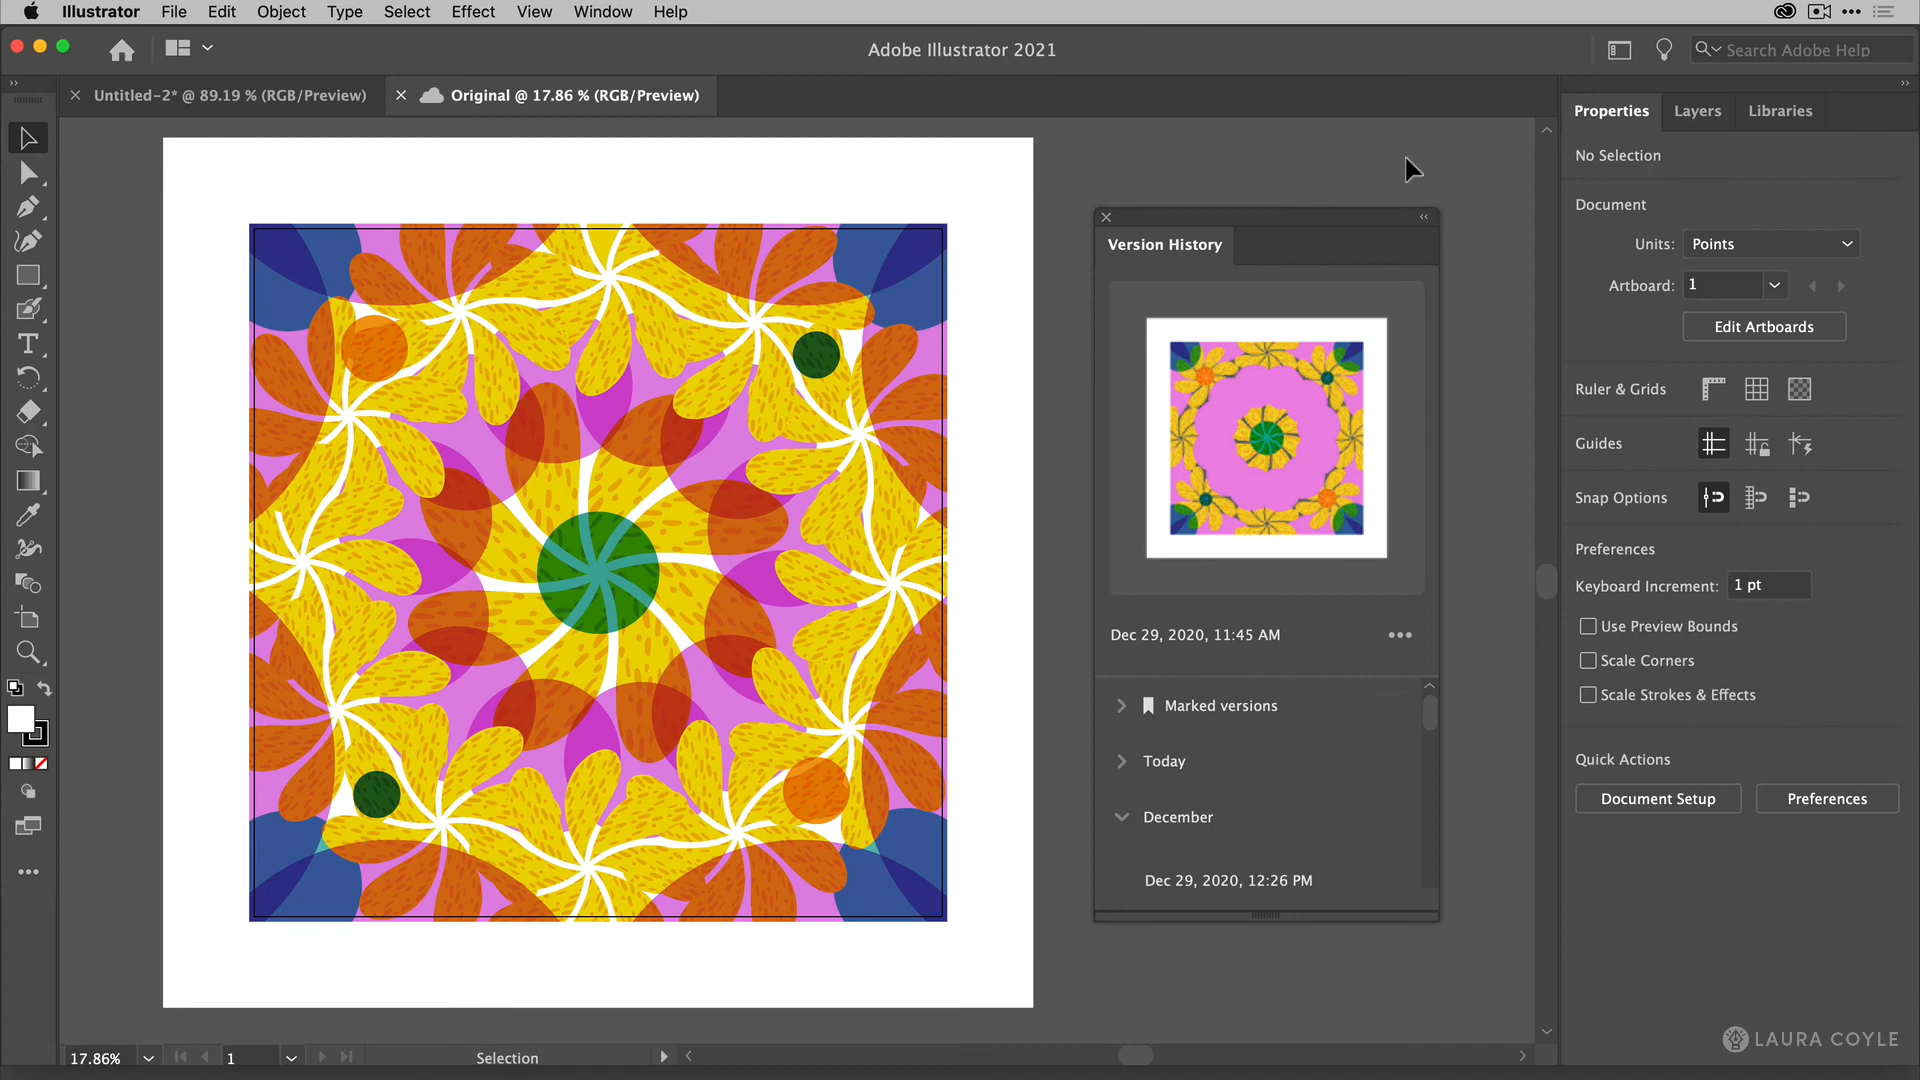 Illustrator File Edit Object Type Select Effect View Window Help
Adobe Illustrator 2021
Search Adobe Help
Untitled-2* @ 89.19 % (RGB/Preview)
Original @ 17.86 % (RGB/Preview)
Properties Layers Libraries
No Selection
Document
Units: Points
Artboard: 1
Edit Artboards
Ruler & Grids
Guides
Snap Options
Preferences
Keyboard Increment: 1 pt
Use Preview Bounds
Scale Corners
Scale Strokes & Effects
Quick Actions
Document Setup Preferences
Version History
Dec 29, 2020, 11:45 AM
Marked versions
Today
December
Dec 29, 2020, 12:26 PM
17.86% 1 Selection
LAURA COYLE